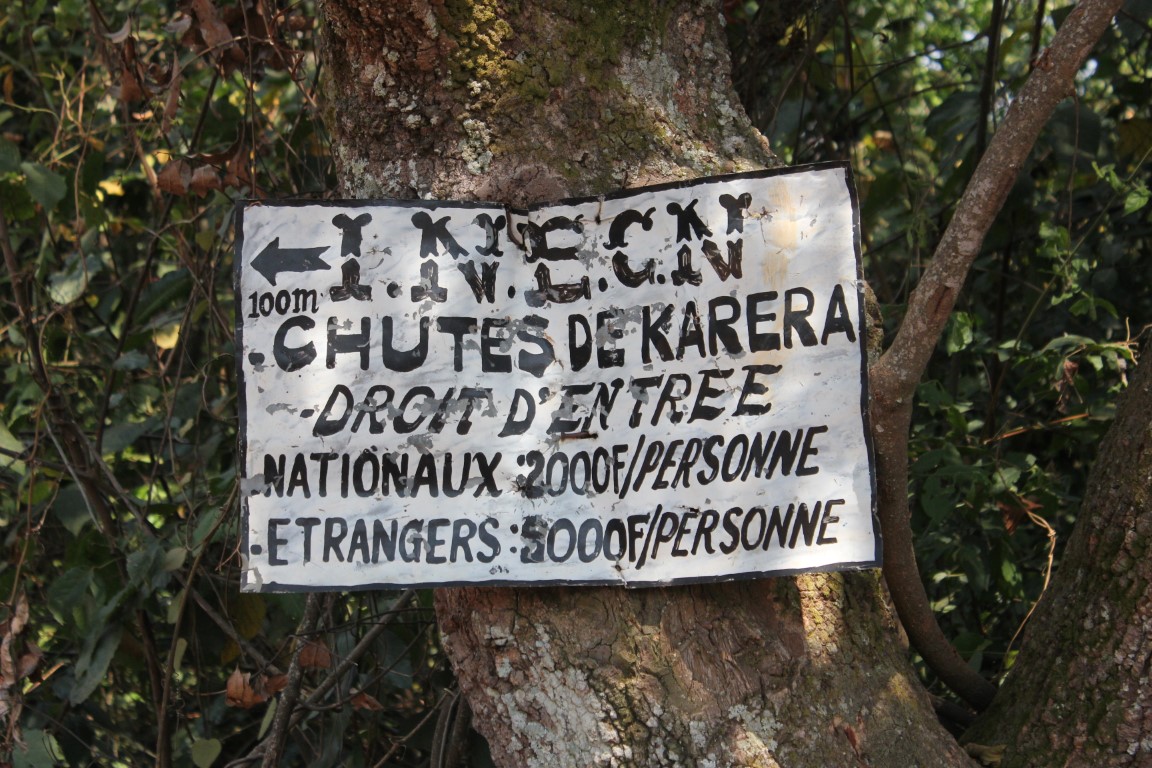 I.N.E.C.N
100m
.CHUTES DE KARERA
-DROIT D'ENTREE
.NATIONAUX :2000F/PERSONNE
.ETRANGERS :5000F/PERSONNE